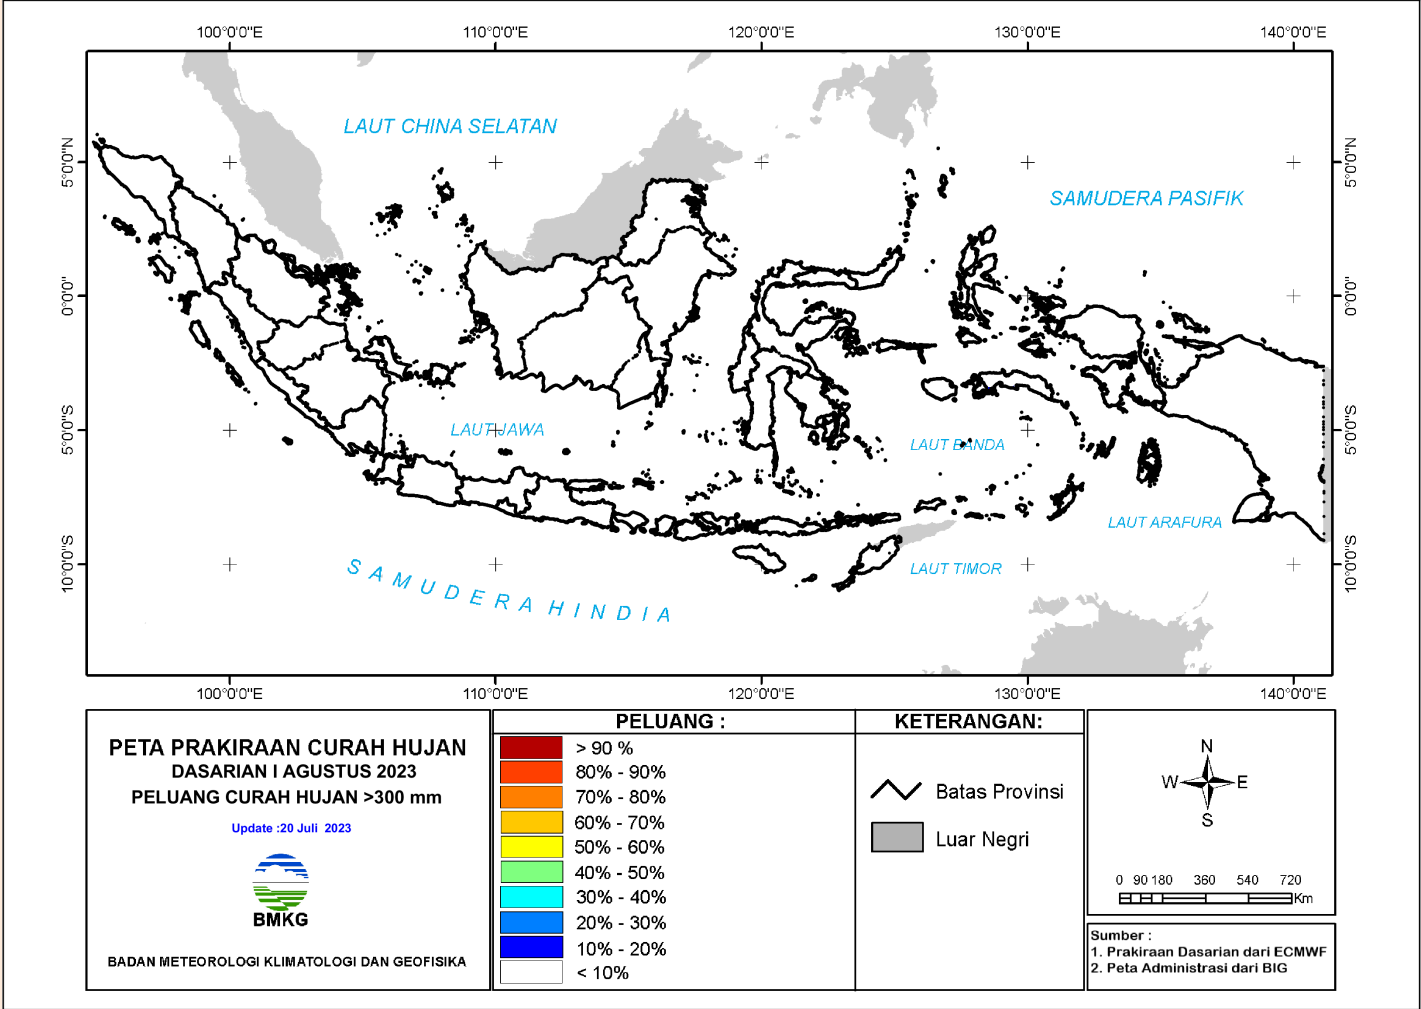 100°0'0"E 110°0'0"E 120°0'0"E 130°0'0"E 140°0'0"E
5°0'0"N 0°0'0" 5°0'0"S 10°0'0"S
LAUT CHINA SELATAN
SAMUDERA PASIFIK
LAUT JAWA
LAUT BANDA
LAUT ARAFURA
LAUT TIMOR
SAMUDERA HINDIA
5°0'0"N 0°0'0" 5°0'0"S 10°0'0"S
100°0'0"E 110°0'0"E 120°0'0"E 130°0'0"E 140°0'0"E
PETA PRAKIRAAN CURAH HUJAN
DASARIAN I AGUSTUS 2023
PELUANG CURAH HUJAN >300 mm
Update :20 Juli 2023
BMKG
BADAN METEOROLOGI KLIMATOLOGI DAN GEOFISIKA
PELUANG :
> 90 %
80% - 90%
70% - 80%
60% - 70%
50% - 60%
40% - 50%
30% - 40%
20% - 30%
10% - 20%
< 10%
KETERANGAN:
Batas Provinsi
Luar Negri
N
W E
S
0 90 180 360 540 720
Km
Sumber :
1. Prakiraan Dasarian dari ECMWF
2. Peta Administrasi dari BIG